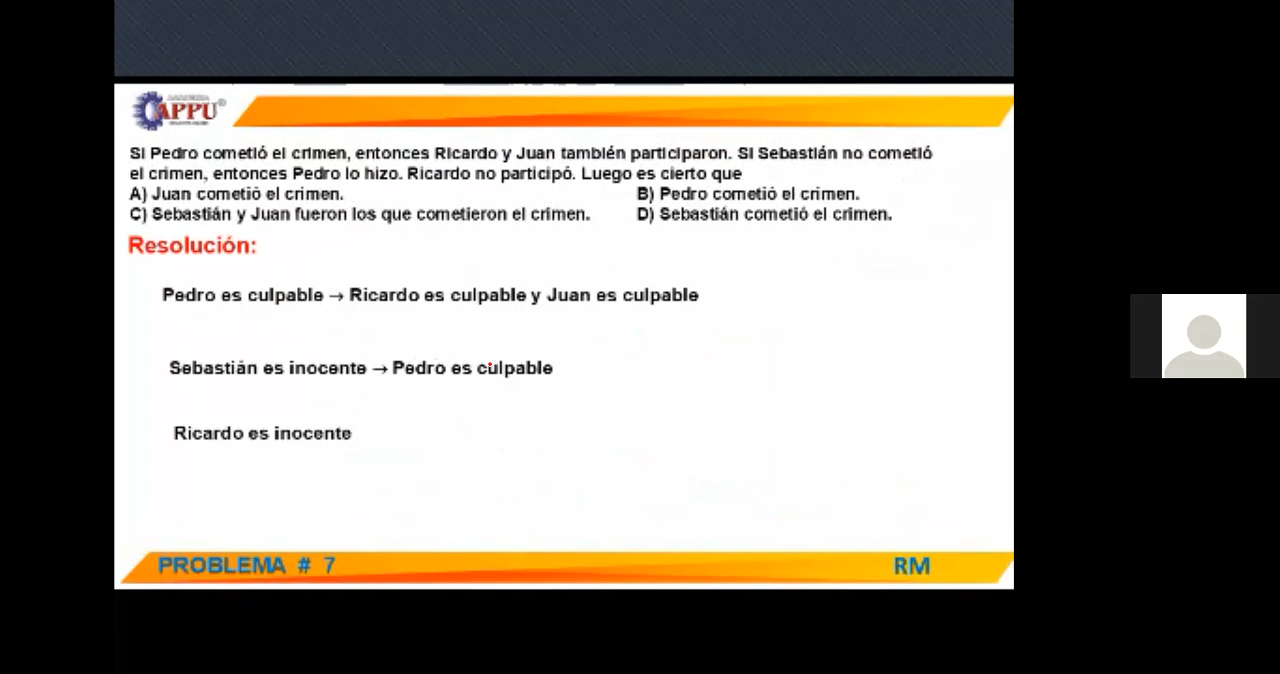 CAPPU®
Si Pedro cometió el crimen, entonces Ricardo y Juan también participaron. Si Sebastián no cometió
el crimen, entonces Pedro lo hizo. Ricardo no participó. Luego es cierto que
A) Juan cometió el crimen. B) Pedro cometió el crimen.
C) Sebastián y Juan fueron los que cometieron el crimen. D) Sebastián cometió el crimen.
Resolución:
Pedro es culpable → Ricardo es culpable y Juan es culpable
Sebastián es inocente → Pedro es culpable
Ricardo es inocente
PROBLEMA # 7 RM